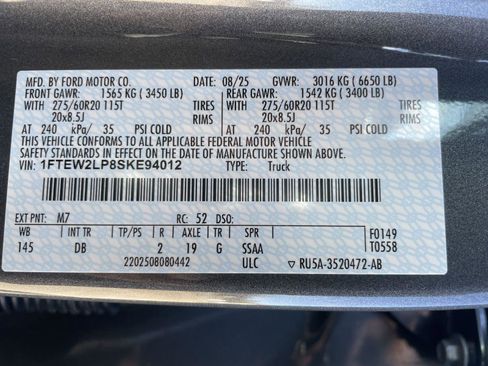 MFD. BY FORD MOTOR CO. DATE: 08/25 GVWR: 3016 KG ( 6650 LB)
FRONT GAWR: 1565 KG ( 3450 LB) REAR GAWR: 1542 KG ( 3400 LB)
WITH 275/60R20 115T TIRES WITH 275/60R20 115T TIRES
20x8.5J RIMS 20x8.5J RIMS
AT 240 kPa/ 35 PSI COLD AT 240 kPa/ 35 PSI COLD
THIS VEHICLE CONFORMS TO ALL APPLICABLE FEDERAL MOTOR VEHICLE
SAFETY STANDARDS IN EFFECT ON THE DATE OF MANUFACTURE SHOWN ABOVE.
VIN: 1FTEW2LP8SKE94012 TYPE: Truck
EXT PNT: M7 RC: 52 DSO: F0149
WB INT TR TP/PS R AXLE TR SPR T0558
145 DB 2 19 G SSAA
2202508080442 ULC ▽ RU5A-3520472-AB